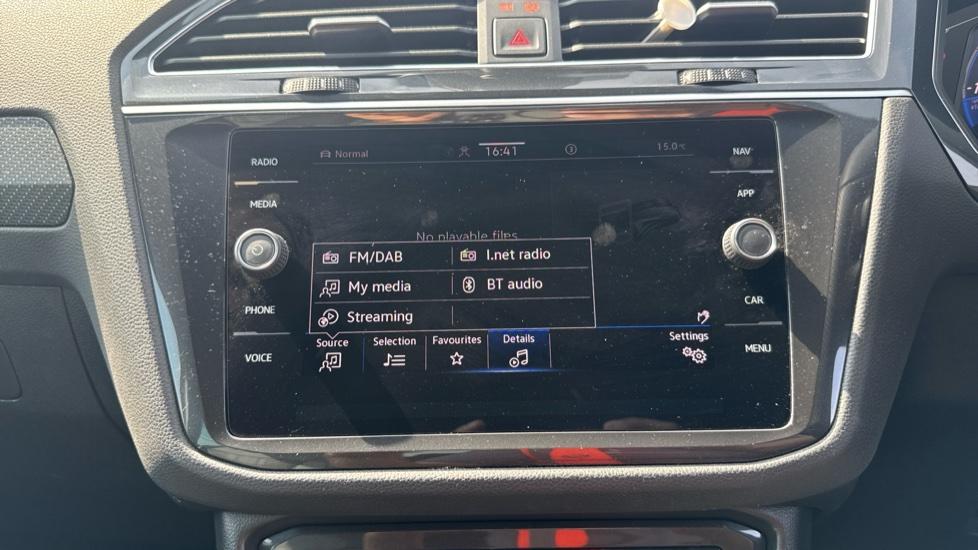 RADIO
MEDIA
PHONE
VOICE
Normal
16:41
3
15.0°C
No playable files
FM/DAB
I.net radio
My media
BT audio
Streaming
Source
Selection
Favourites
Details
Settings
NAV
APP
CAR
MENU